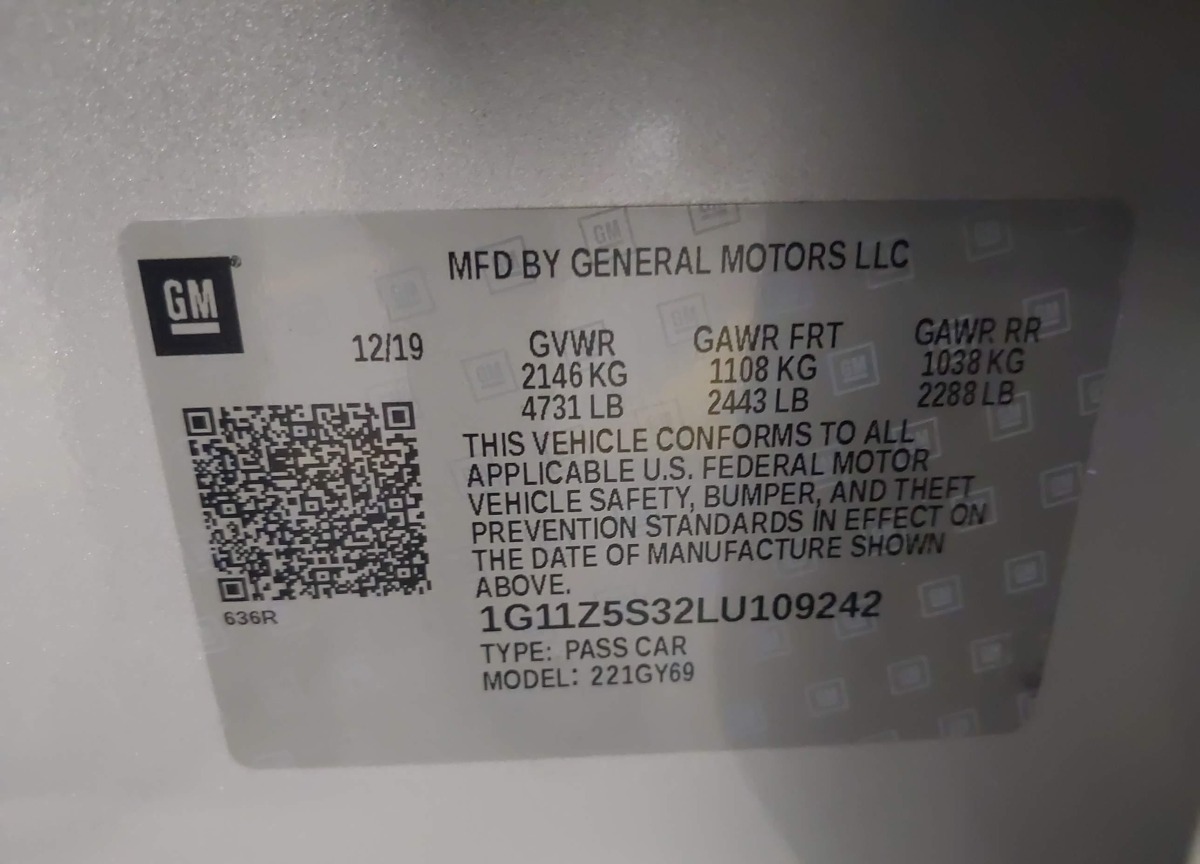 GM
MFD BY GENERAL MOTORS LLC
12/19
GVWR
2146 KG
4731 LB
GAWR FRT
1108 KG
2443 LB
GAWR RR
1038 KG
2288 LB
THIS VEHICLE CONFORMS TO ALL
APPLICABLE U.S. FEDERAL MOTOR
VEHICLE SAFETY, BUMPER, AND THEFT
PREVENTION STANDARDS IN EFFECT ON
THE DATE OF MANUFACTURE SHOWN
ABOVE.
636R
1G11Z5S32LU109242
TYPE: PASS CAR
MODEL: 221GY69